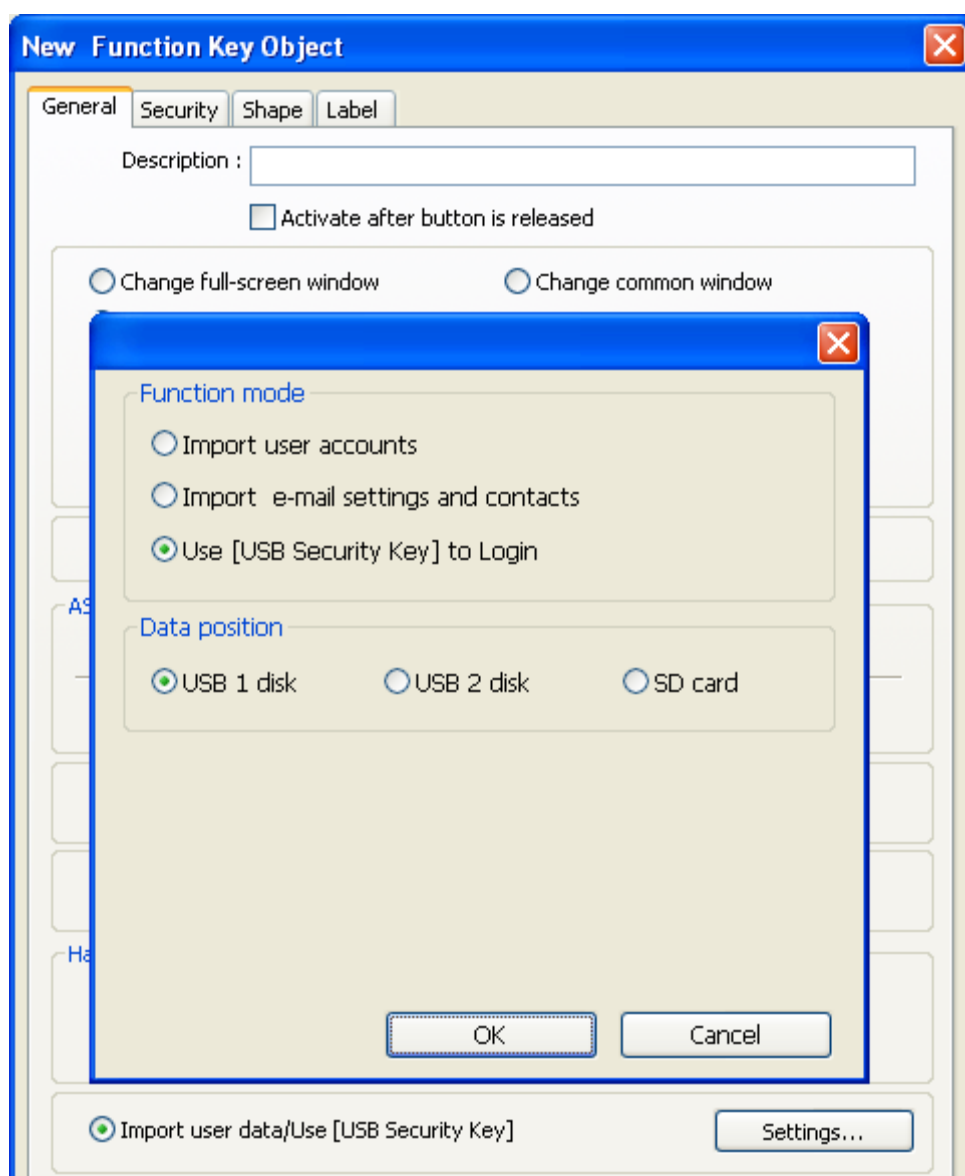 New Function Key Object
General Security Shape Label
Description :
Activate after button is released
Change full-screen window Change common window
Function mode
Import user accounts
Import e-mail settings and contacts
Use [USB Security Key] to Login
Data position
USB 1 disk USB 2 disk SD card
OK Cancel
Import user data/Use [USB Security Key] Settings...